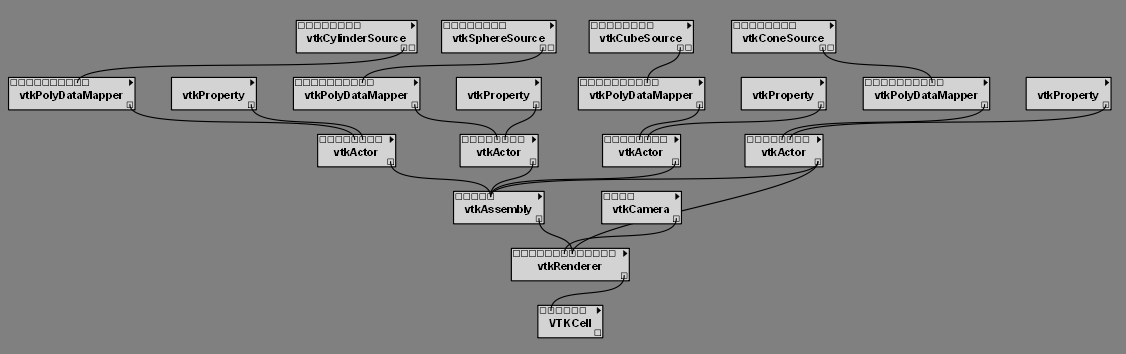 vtkCylinderSource
vtkSphereSource
vtkCubeSource
vtkConeSource
vtkPolyDataMapper
vtkProperty
vtkPolyDataMapper
vtkProperty
vtkPolyDataMapper
vtkProperty
vtkPolyDataMapper
vtkProperty
vtkActor
vtkActor
vtkActor
vtkActor
vtkAssembly
vtkCamera
vtkRenderer
VTKCell